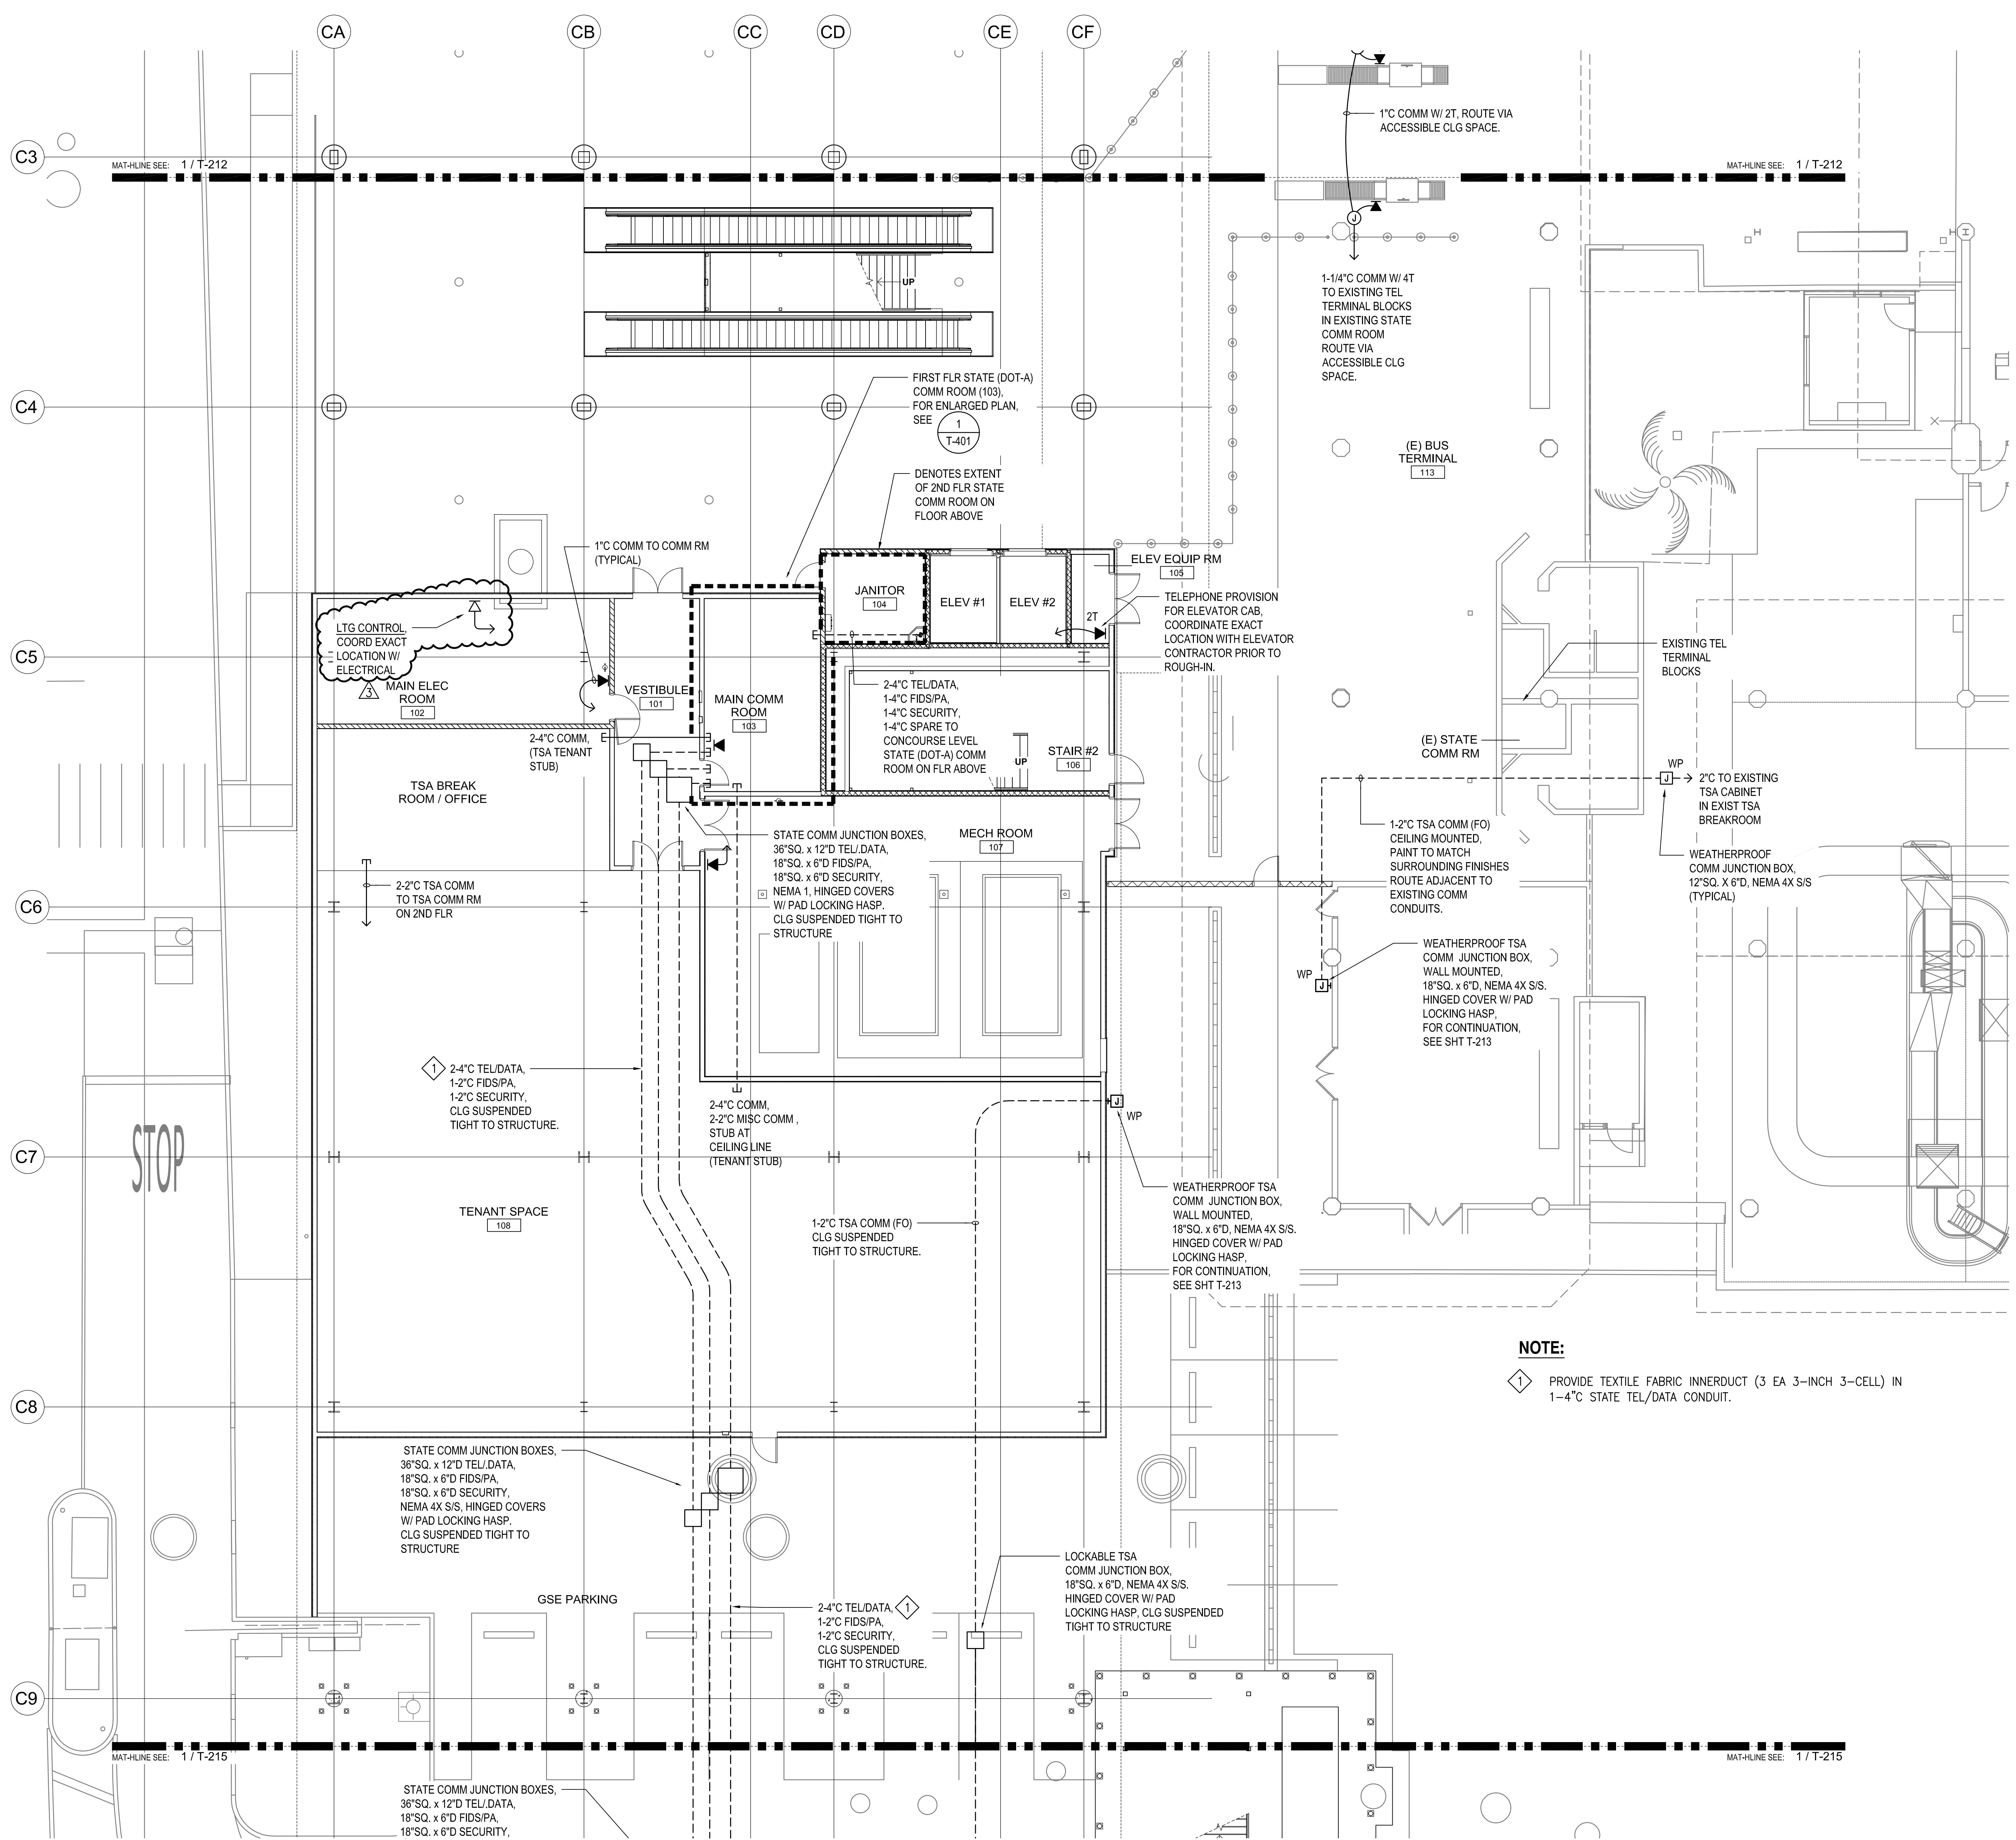 CA
CB
CC
CD
CE
CF
1"C COMM W/ 2T, ROUTE VIA
ACCESSIBLE CLG SPACE.
C3
MAT-HLINE SEE: 1 / T-212
MAT-HLINE SEE: 1 / T-212
J
UP
1-1/4"C COMM W/ 4T
TO EXISTING TEL
TERMINAL BLOCKS
IN EXISTING STATE
COMM ROOM
ROUTE VIA
ACCESSIBLE CLG
SPACE.
C4
FIRST FLR STATE (DOT-A)
COMM ROOM (103),
FOR ENLARGED PLAN,
SEE
1
T-401
(E) BUS
TERMINAL
113
DENOTES EXTENT
OF 2ND FLR STATE
COMM ROOM ON
FLOOR ABOVE
1"C COMM TO COMM RM
(TYPICAL)
ELEV EQUIP RM
105
JANITOR
104
ELEV #1
ELEV #2
2T
TELEPHONE PROVISION
FOR ELEVATOR CAB,
COORDINATE EXACT
LOCATION WITH ELEVATOR
CONTRACTOR PRIOR TO
ROUGH-IN.
LTG CONTROL,
COORD EXACT
LOCATION W/
ELECTRICAL
3
C5
EXISTING TEL
TERMINAL
BLOCKS
MAIN ELEC
ROOM
102
VESTIBULE
101
MAIN COMM
ROOM
103
2-4"C TEL/DATA,
1-4"C FIDS/PA,
1-4"C SECURITY,
1-4"C SPARE TO
CONCOURSE LEVEL
STATE (DOT-A) COMM
ROOM ON FLR ABOVE
STAIR #2
106
UP
2-4"C COMM,
(TSA TENANT
STUB)
(E) STATE
COMM RM
WP
J
2"C TO EXISTING
TSA CABINET
IN EXIST TSA
BREAKROOM
TSA BREAK
ROOM / OFFICE
STATE COMM JUNCTION BOXES,
36"SQ. x 12"D TEL/.DATA,
18"SQ. x 6"D FIDS/PA,
18"SQ. x 6"D SECURITY,
NEMA 1, HINGED COVERS
W/ PAD LOCKING HASP.
CLG SUSPENDED TIGHT TO
STRUCTURE
MECH ROOM
107
1-2"C TSA COMM (FO)
CEILING MOUNTED,
PAINT TO MATCH
SURROUNDING FINISHES
ROUTE ADJACENT TO
EXISTING COMM
CONDUITS.
WEATHERPROOF
COMM JUNCTION BOX,
12"SQ. X 6"D, NEMA 4X S/S
(TYPICAL)
2-2"C TSA COMM
TO TSA COMM RM
ON 2ND FLR
C6
WP
J
WEATHERPROOF TSA
COMM JUNCTION BOX,
WALL MOUNTED,
18"SQ. x 6"D, NEMA 4X S/S.
HINGED COVER W/ PAD
LOCKING HASP,
FOR CONTINUATION,
SEE SHT T-213
1
2-4"C TEL/DATA,
1-2"C FIDS/PA,
1-2"C SECURITY,
CLG SUSPENDED
TIGHT TO STRUCTURE.
2-4"C COMM,
2-2"C MISC COMM ,
STUB AT
CEILING LINE
(TENANT STUB)
J
WP
STOP
C7
WEATHERPROOF TSA
COMM JUNCTION BOX,
WALL MOUNTED,
18"SQ. x 6"D, NEMA 4X S/S.
HINGED COVER W/ PAD
LOCKING HASP,
FOR CONTINUATION,
SEE SHT T-213
TENANT SPACE
108
1-2"C TSA COMM (FO)
CLG SUSPENDED
TIGHT TO STRUCTURE.
NOTE:
1
PROVIDE TEXTILE FABRIC INNERDUCT (3 EA 3-INCH 3-CELL) IN
1-4"C STATE TEL/DATA CONDUIT.
C8
STATE COMM JUNCTION BOXES,
36"SQ. x 12"D TEL/.DATA,
18"SQ. x 6"D FIDS/PA,
18"SQ. x 6"D SECURITY,
NEMA 4X S/S, HINGED COVERS
W/ PAD LOCKING HASP.
CLG SUSPENDED TIGHT TO
STRUCTURE
GSE PARKING
2-4"C TEL/DATA,
1
1-2"C FIDS/PA,
1-2"C SECURITY,
CLG SUSPENDED
TIGHT TO STRUCTURE.
LOCKABLE TSA
COMM JUNCTION BOX,
18"SQ. x 6"D, NEMA 4X S/S.
HINGED COVER W/ PAD
LOCKING HASP, CLG SUSPENDED
TIGHT TO STRUCTURE
C9
MAT-HLINE SEE: 1 / T-215
MAT-HLINE SEE: 1 / T-215
STATE COMM JUNCTION BOXES,
36"SQ. x 12"D TEL/.DATA,
18"SQ. x 6"D FIDS/PA,
18"SQ. x 6"D SECURITY,